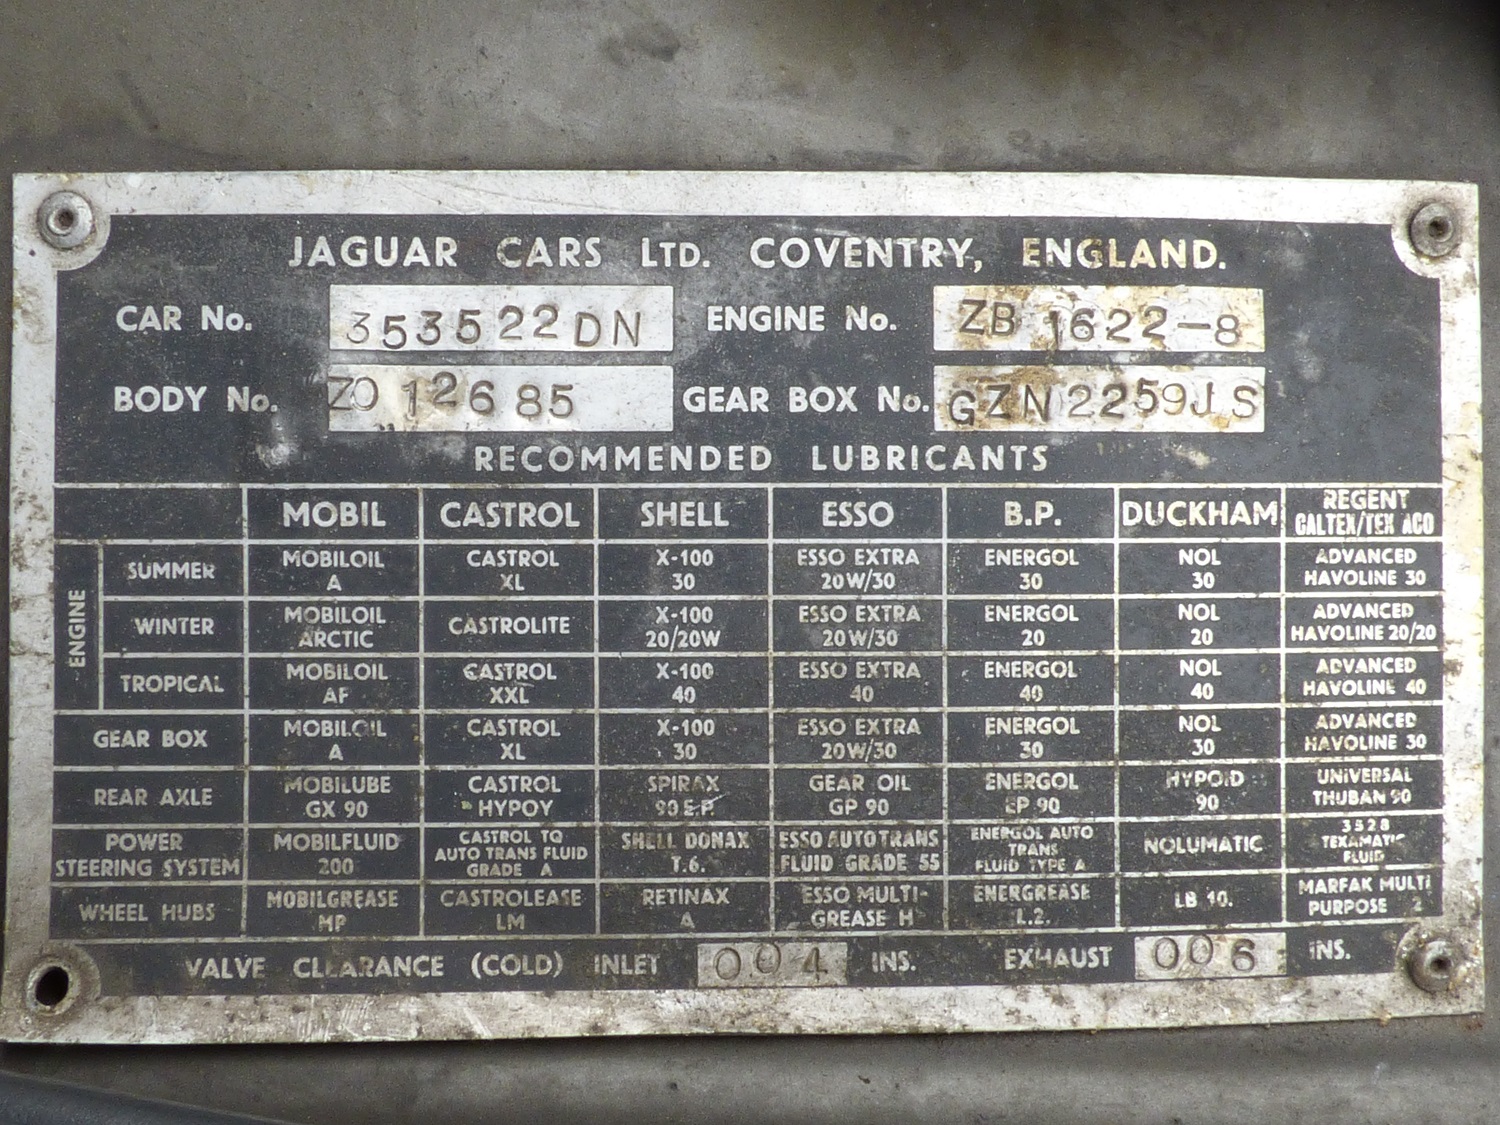 JAGUAR CARS LTD. COVENTRY, ENGLAND.
CAR No. 353522DN ENGINE No. ZB 1622-8
BODY No. ZO 12685 GEAR BOX No. GZN2259JS
RECOMMENDED LUBRICANTS
MOBIL CASTROL SHELL ESSO B.P. DUCKHAM REGENT
CALTEX/TEXACO
ENGINE
SUMMER MOBILOIL CASTROL X-100 ESSO EXTRA ENERGOL NOL ADVANCED
A XL 30 20W/30 30 30 HAVOLINE 30
WINTER MOBILOIL CASTROLITE X-100 ESSO EXTRA ENERGOL NOL ADVANCED
ARCTIC 20/20W 20W/30 20 20 HAVOLINE 20/20
TROPICAL MOBILOIL CASTROL X-100 ESSO EXTRA ENERGOL NOL ADVANCED
AF XXL 40 40 40 40 HAVOLINE 40
GEAR BOX MOBILOIL CASTROL X-100 ESSO EXTRA ENERGOL NOL ADVANCED
A XL 30 20W/30 30 30 HAVOLINE 30
REAR AXLE MOBILUBE CASTROL SPIRAX GEAR OIL ENERGOL HYPOID UNIVERSAL
GX 90 HYPOY 90 E.P. GP 90 EP 90 90 THUBAN 90
POWER
STEERING SYSTEM MOBILFLUID
200
CASTROL TQ
AUTO TRANS FLUID
GRADE A
SHELL DONAX
T.6.
ESSO AUTOTRANS
FLUID GRADE 55
ENERGOL AUTO
TRANS
FLUID TYPE A
NOLUMATIC
3528
TEXAMATIC
FLUID
WHEEL HUBS MOBILGREASE CASTROLEASE RETINAX ESSO MULTI- ENERGREASE LB 10. MARFAK MULTI
MP LM A GREASE H L.2. PURPOSE 2
VALVE CLEARANCE (COLD) INLET 004 INS. EXHAUST 006 INS.